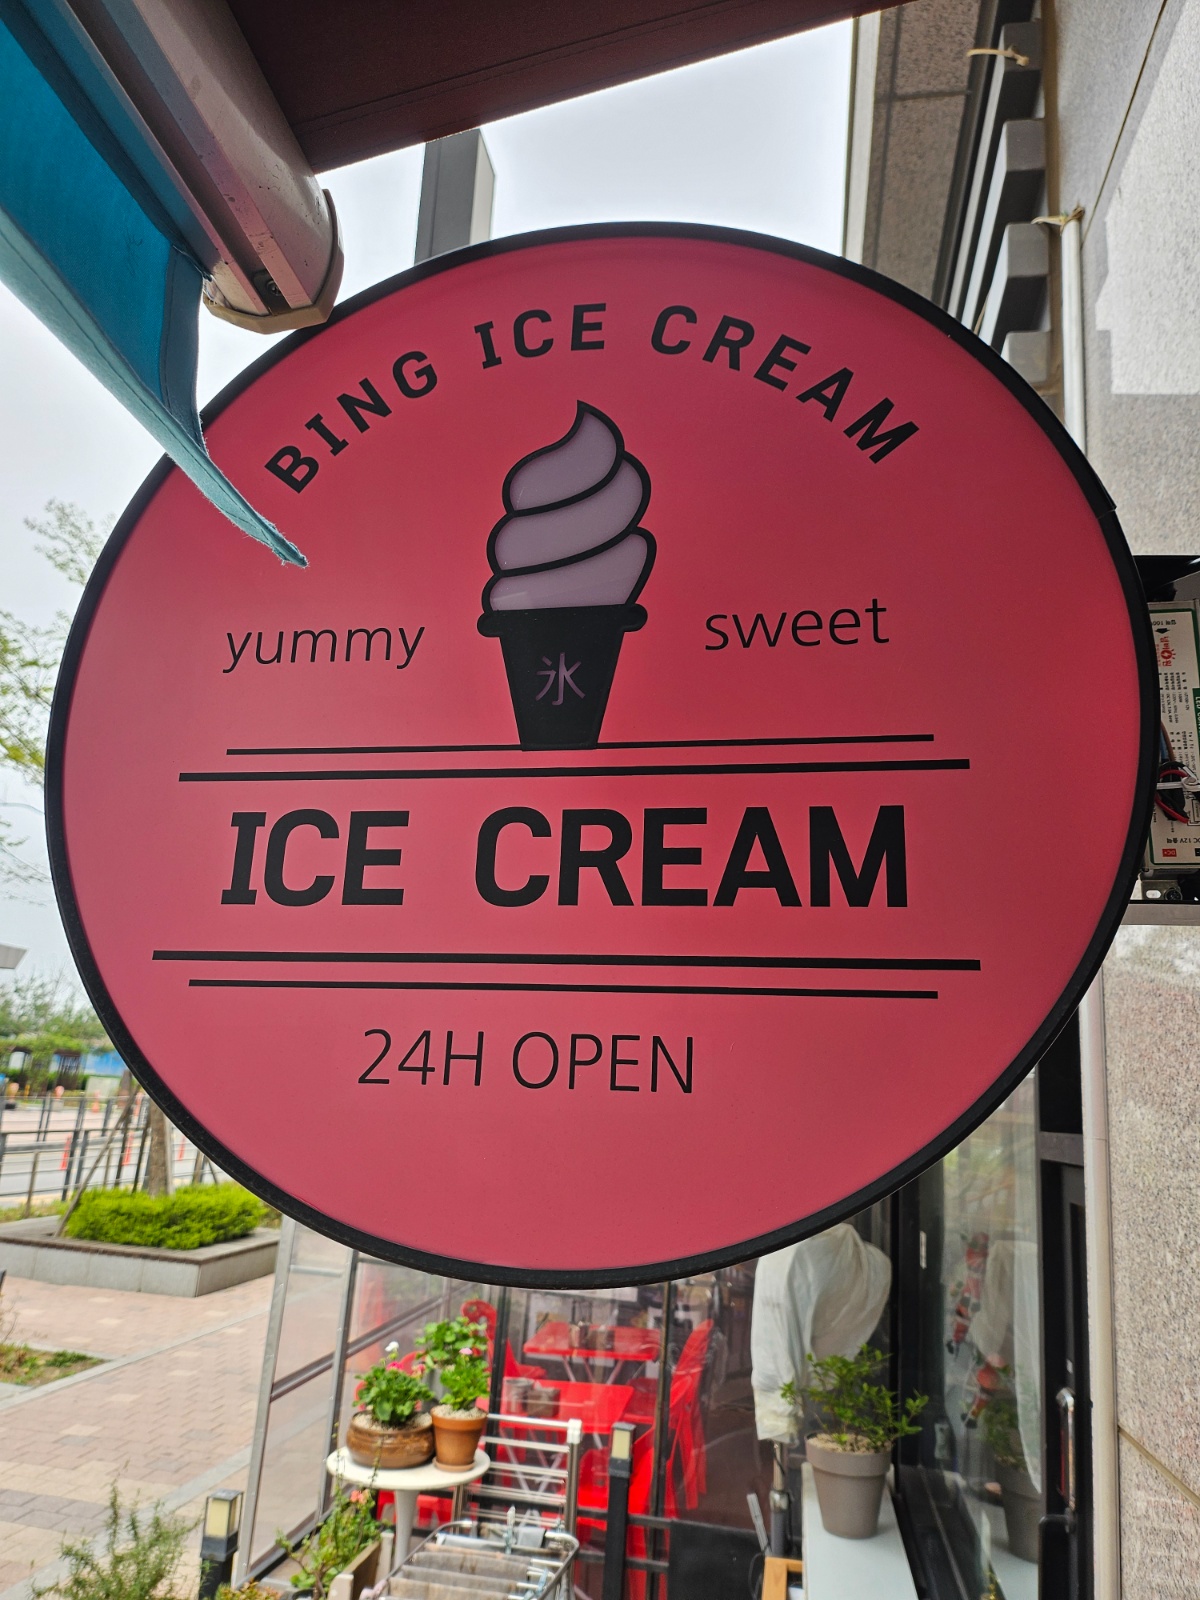 BING ICE CREAM
yummy
sweet
氷
ICE CREAM
24H OPEN